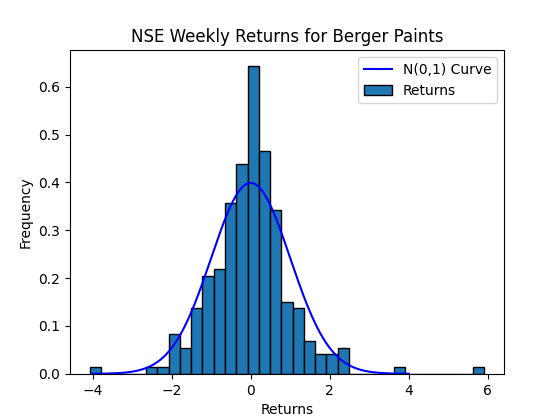 NSE Weekly Returns for Berger Paints
N(0,1) Curve
Returns
Frequency
0.6
0.5
0.4
0.3
0.2
0.1
0.0
−4
−2
0
2
4
6
Returns